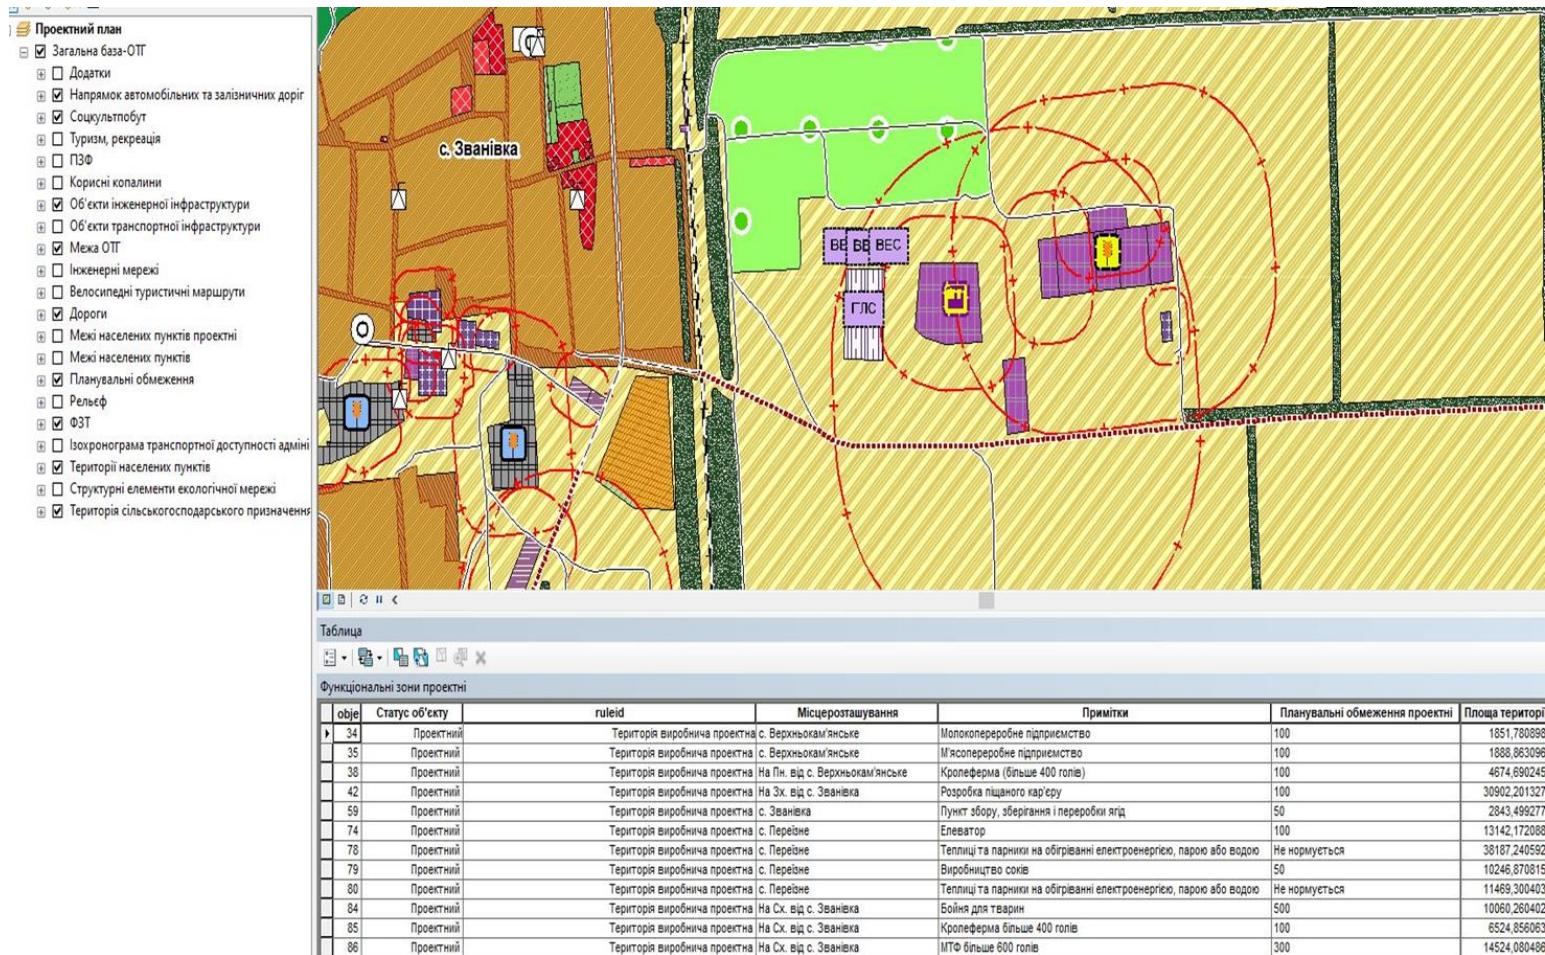 Проектний план
Загальна база-ОТГ
Додатки
Напрямок автомобільних та залізничних доріг
Соцкультпобут
Туризм, рекреація
ПЗФ
Корисні копалини
Об'єкти інженерної інфраструктури
Об'єкти транспортної інфраструктури
Межа ОТГ
Інженерні мережі
Велосипедні туристичні маршрути
Дороги
Межі населених пунктів проектні
Межі населених пунктів
Планувальні обмеження
Рельєф
ФЗТ
Ізохронограма транспортної доступності адміні
Території населених пунктів
Структурні елементи екологічної мережі
Територія сільськогосподарського призначення
с. Званівка
ВЕ ВЕ ВЕС
ГЛС
Таблица
Функціональні зони проектні
obje Статус об'єкту ruleid Місцерозташування Примітки Планувальні обмеження проектні Площа території
34 Проектний Територія виробнича проектна с. Верхньокам'янське Молокопереробне підприємство 100 1851,780898
35 Проектний Територія виробнича проектна с. Верхньокам'янське М'ясопереробне підприємство 100 1888,863096
38 Проектний Територія виробнича проектна На Пн. від с. Верхньокам'янське Кролеферма (більше 400 голів) 100 4674,690245
42 Проектний Територія виробнича проектна На Зх. від с. Званівка Розробка піщаного кар'єру 100 30902,201327
59 Проектний Територія виробнича проектна с. Званівка Пункт збору, зберігання і переробки ягід 50 2843,499277
74 Проектний Територія виробнича проектна с. Переїзне Елеватор 100 13142,172088
78 Проектний Територія виробнича проектна с. Переїзне Теплиці та парники на обігріванні електроенергією, парою або водою Не нормується 38187,240592
79 Проектний Територія виробнича проектна с. Переїзне Виробництво соків 50 10246,870815
80 Проектний Територія виробнича проектна с. Переїзне Теплиці та парники на обігріванні електроенергією, парою або водою Не нормується 11469,300403
84 Проектний Територія виробнича проектна На Сх. від с. Званівка Бойня для тварин 500 10060,260402
85 Проектний Територія виробнича проектна На Сх. від с. Званівка Кролеферма більше 400 голів 100 6524,856063
86 Проектний Територія виробнича проектна На Сх. від с. Званівка МТФ більше 600 голів 300 14524,080486